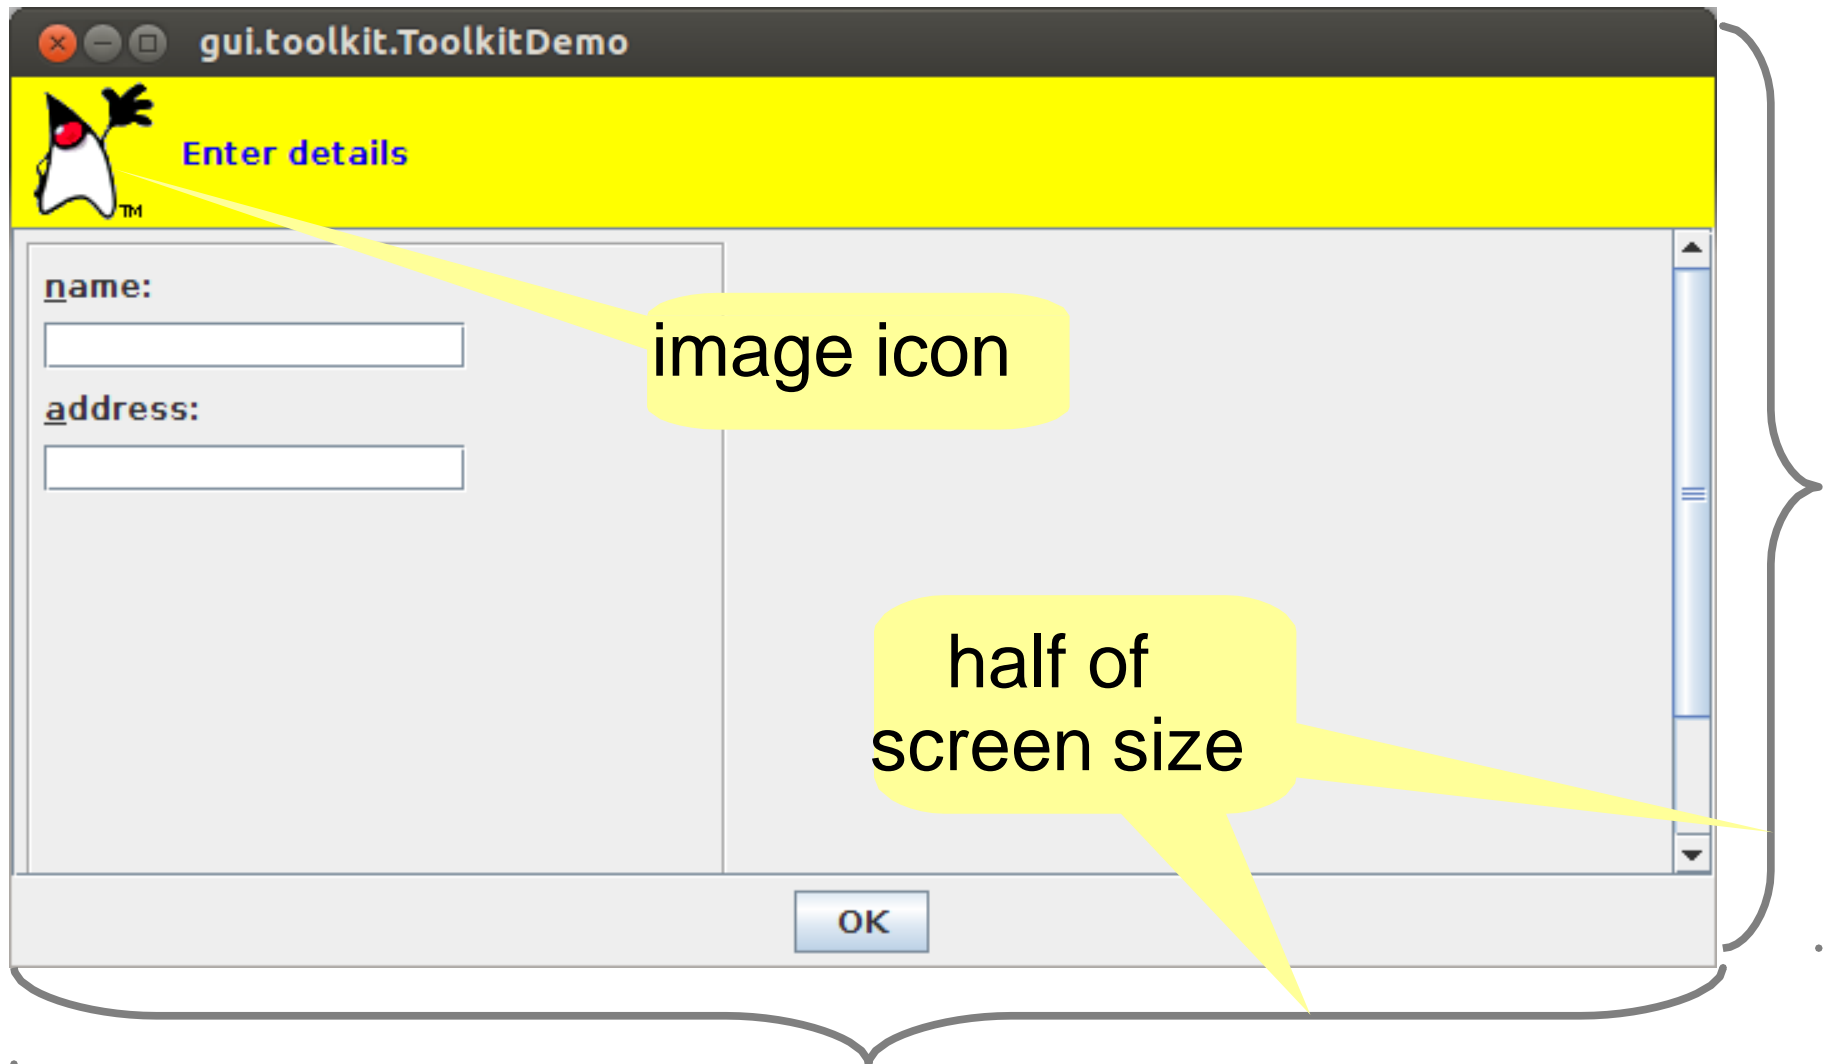 gui.toolkit.ToolkitDemo
TM
Enter details
name:
image icon
address:
half of
screen size
OK